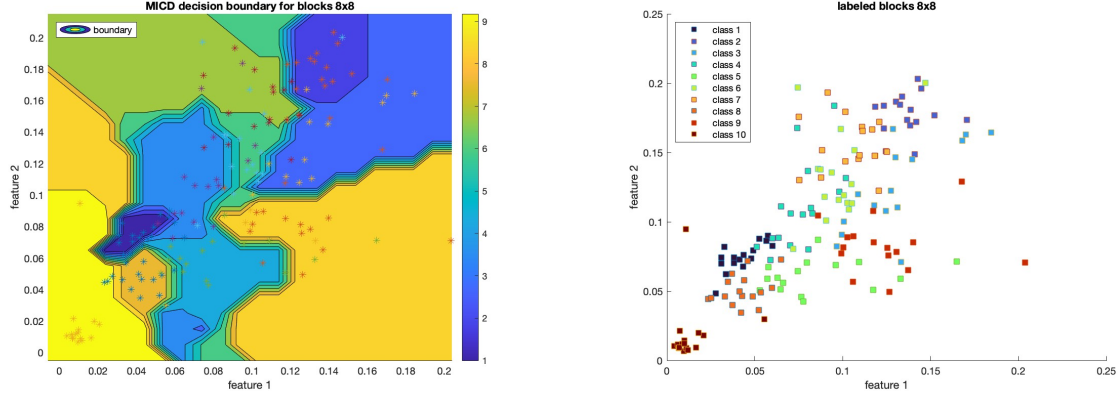 MICD decision boundary for blocks 8x8
boundary
feature 2
0.2
0.18
0.16
0.14
0.12
0.1
0.08
0.06
0.04
0.02
0
0
0.02
0.04
0.06
0.08
0.1
0.12
0.14
0.16
0.18
0.2
feature 1
9
8
7
6
5
4
3
2
1
labeled blocks 8x8
class 1
class 2
class 3
class 4
class 5
class 6
class 7
class 8
class 9
class 10
feature 2
0.25
0.2
0.15
0.1
0.05
0
0
0.05
0.1
0.15
0.2
0.25
feature 1